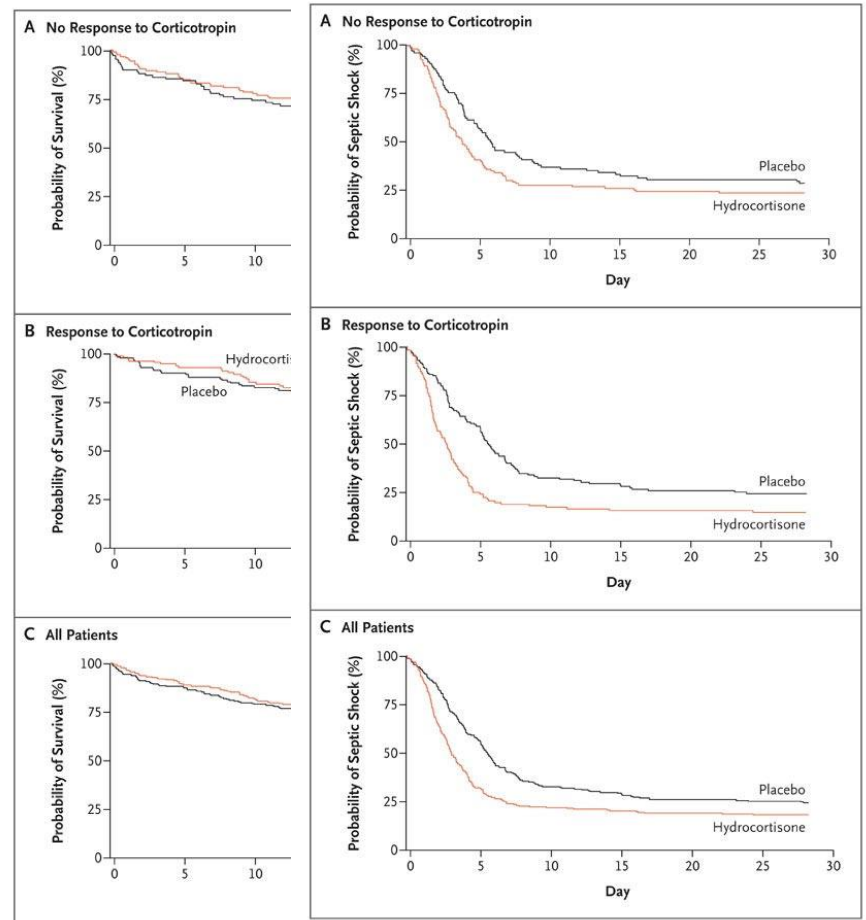 A No Response to Corticotropin
Probability of Survival (%)
100
75
50
25
0
0 5 10
B Response to Corticotropin
Probability of Survival (%)
100
75
50
25
0
Hydrocortis
Placebo
0 5 10
C All Patients
Probability of Survival (%)
100
75
50
25
0
0 5 10
A No Response to Corticotropin
Probability of Septic Shock (%)
100
75
50
25
0
Placebo
Hydrocortisone
0 5 10 15 20 25 30
Day
B Response to Corticotropin
Probability of Septic Shock (%)
100
75
50
25
0
Placebo
Hydrocortisone
0 5 10 15 20 25 30
Day
C All Patients
Probability of Septic Shock (%)
100
75
50
25
0
Placebo
Hydrocortisone
0 5 10 15 20 25 30
Day